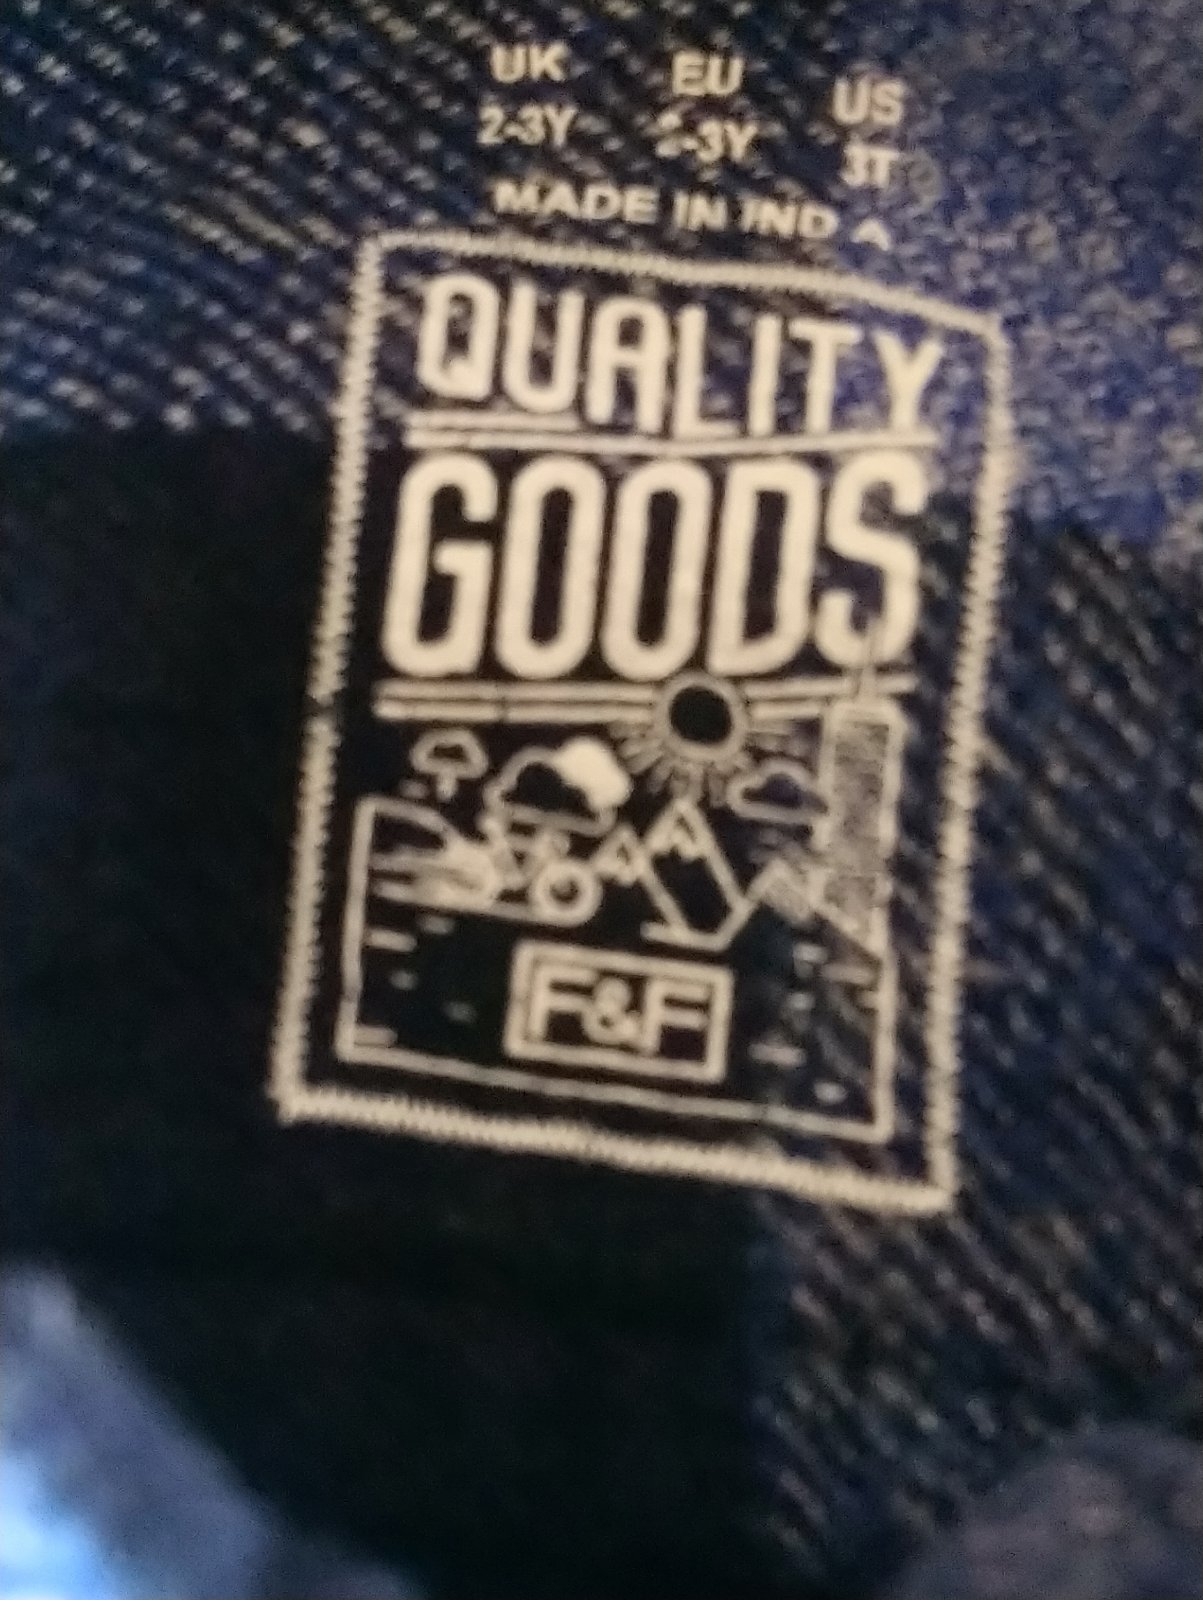 UK EU US
2-3Y 2-3Y 3T
MADE IN INDIA
QUALITY
GOODS
F&F